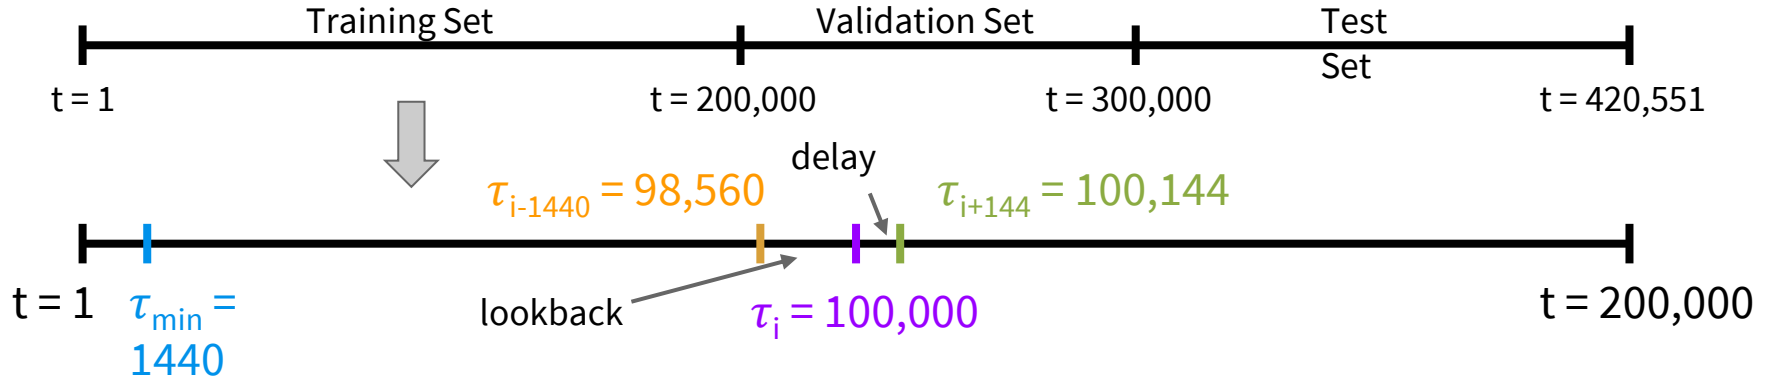 Training Set
Validation Set
Test
Set
t = 1
t = 200,000
t = 300,000
t = 420,551
delay
τi-1440 = 98,560
τi+144 = 100,144
t = 1
τmin =
1440
lookback
τi = 100,000
t = 200,000